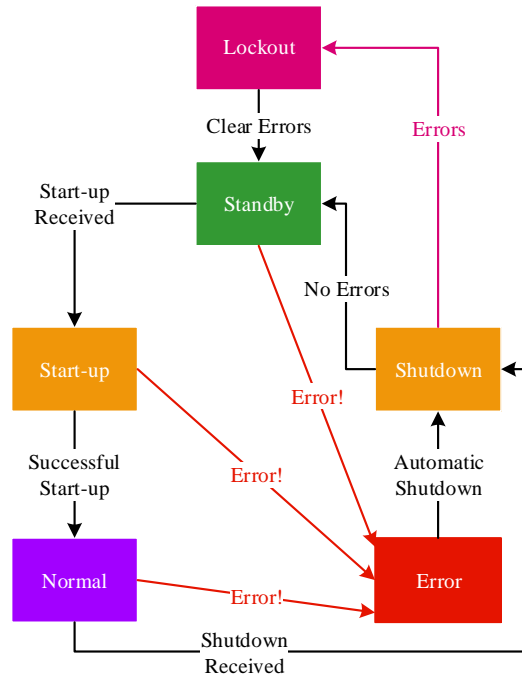 Lockout
Clear Errors
Errors
Standby
Start-up
Received
No Errors
Start-up
Shutdown
Error!
Successful
Start-up
Error!
Automatic
Shutdown
Normal
Error!
Error
Shutdown
Received